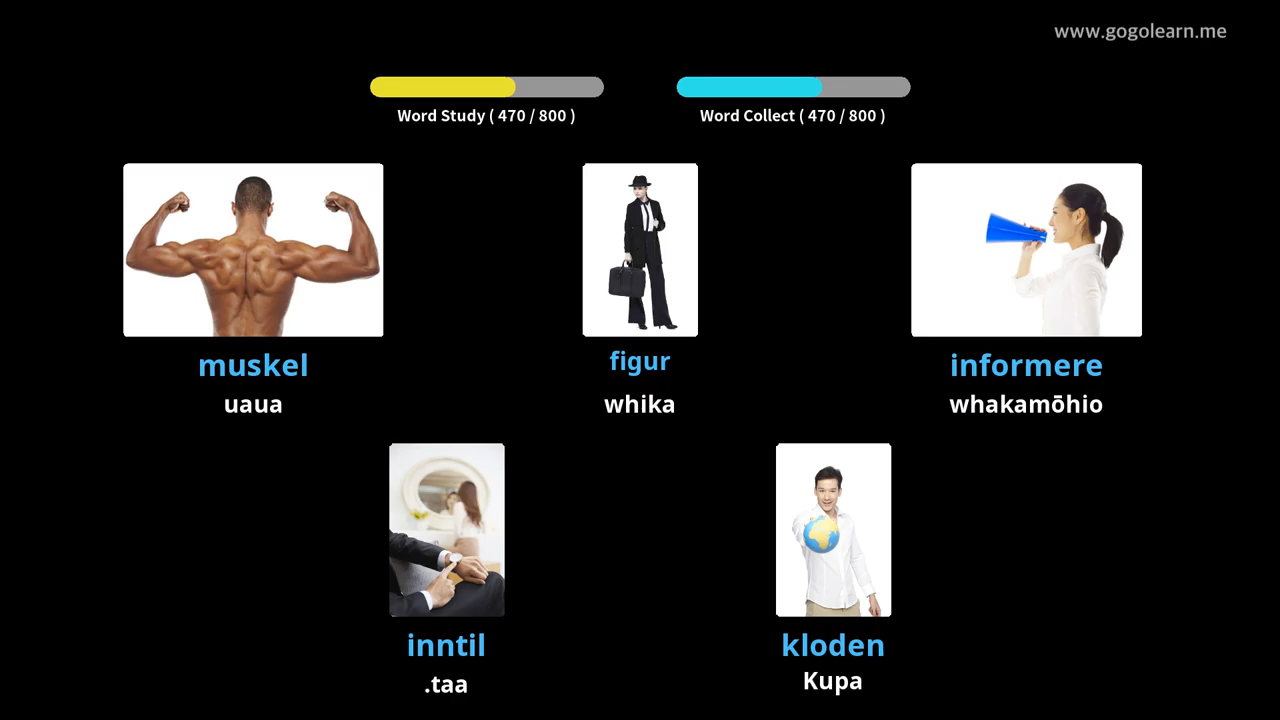 www.gogolearn.me
Word Study ( 470 / 800 )
Word Collect ( 470 / 800 )
muskel
uaua
figur
whika
informere
whakamōhio
inntil
.taa
kloden
Kupa